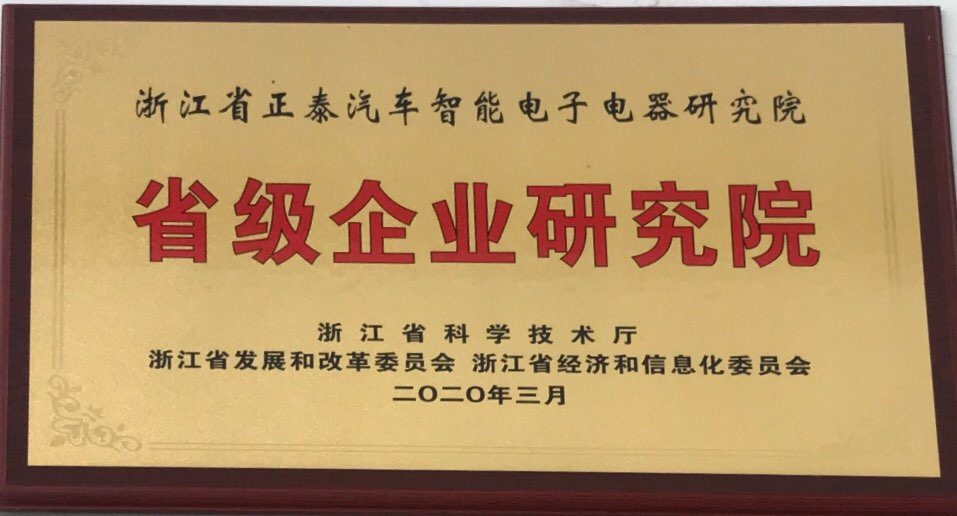 浙江省正泰汽车智能电子电器研究院
省级企业研究院
浙江省科学技术厅
浙江省发展和改革委员会 浙江省经济和信息化委员会
二〇二〇年三月